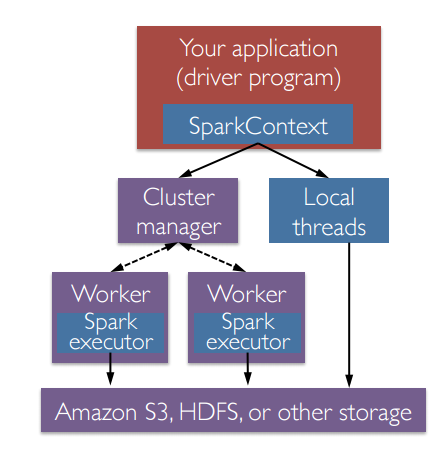 Your application
(driver program)
SparkContext
Cluster
manager
Local
threads
Worker
Spark
executor
Worker
Spark
executor
Amazon S3, HDFS, or other storage